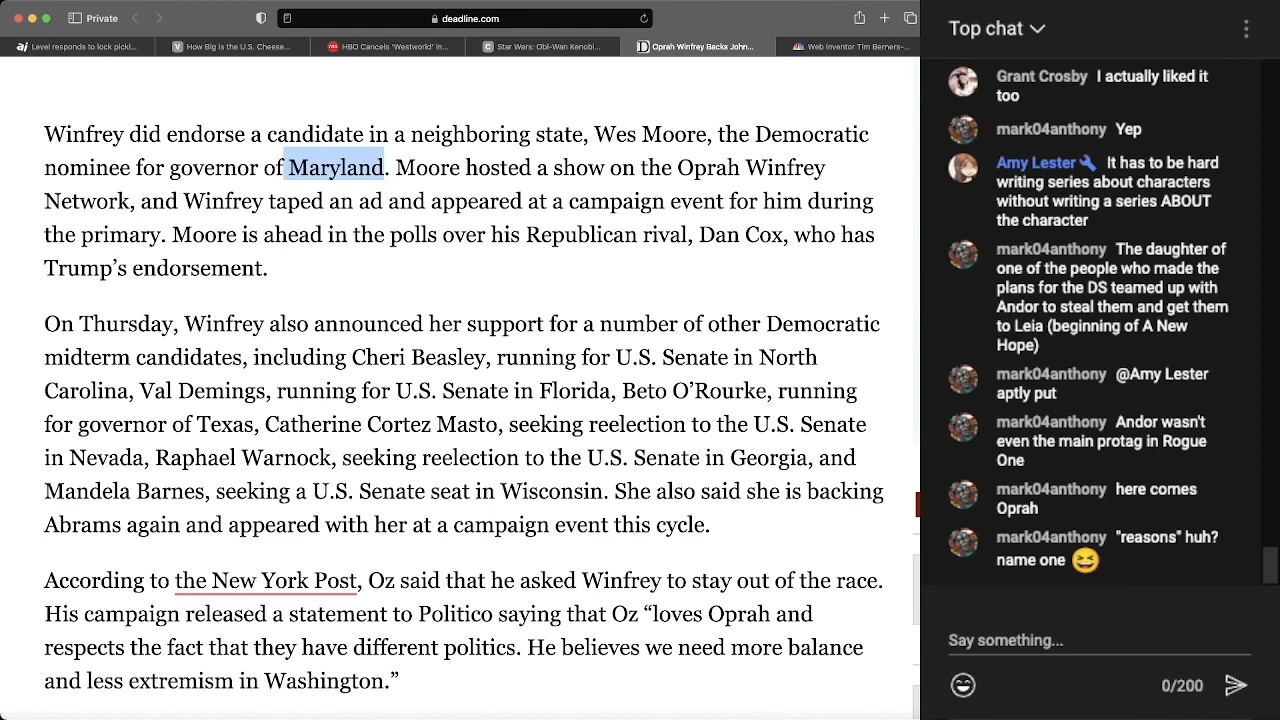 Private
deadline.com
Level responds to lock picki...
How Big is the U.S. Cheese...
HBO Cancels 'Westworld' in...
Star Wars: Obi-Wan Kenobi...
Oprah Winfrey Backs John...
Web inventor Tim Berners-...
Winfrey did endorse a candidate in a neighboring state, Wes Moore, the Democratic
nominee for governor of Maryland. Moore hosted a show on the Oprah Winfrey
Network, and Winfrey taped an ad and appeared at a campaign event for him during
the primary. Moore is ahead in the polls over his Republican rival, Dan Cox, who has
Trump’s endorsement.
On Thursday, Winfrey also announced her support for a number of other Democratic
midterm candidates, including Cheri Beasley, running for U.S. Senate in North
Carolina, Val Demings, running for U.S. Senate in Florida, Beto O’Rourke, running
for governor of Texas, Catherine Cortez Masto, seeking reelection to the U.S. Senate
in Nevada, Raphael Warnock, seeking reelection to the U.S. Senate in Georgia, and
Mandela Barnes, seeking a U.S. Senate seat in Wisconsin. She also said she is backing
Abrams again and appeared with her at a campaign event this cycle.
According to the New York Post, Oz said that he asked Winfrey to stay out of the race.
His campaign released a statement to Politico saying that Oz “loves Oprah and
respects the fact that they have different politics. He believes we need more balance
and less extremism in Washington.”
Top chat
Grant Crosby I actually liked it
too
mark04anthony Yep
Amy Lester It has to be hard
writing series about characters
without writing a series ABOUT
the character
mark04anthony The daughter of
one of the people who made the
plans for the DS teamed up with
Andor to steal them and get them
to Leia (beginning of A New
Hope)
mark04anthony @Amy Lester
aptly put
mark04anthony Andor wasn't
even the main protag in Rogue
One
mark04anthony here comes
Oprah
mark04anthony "reasons" huh?
name one 😆
Say something...
0/200